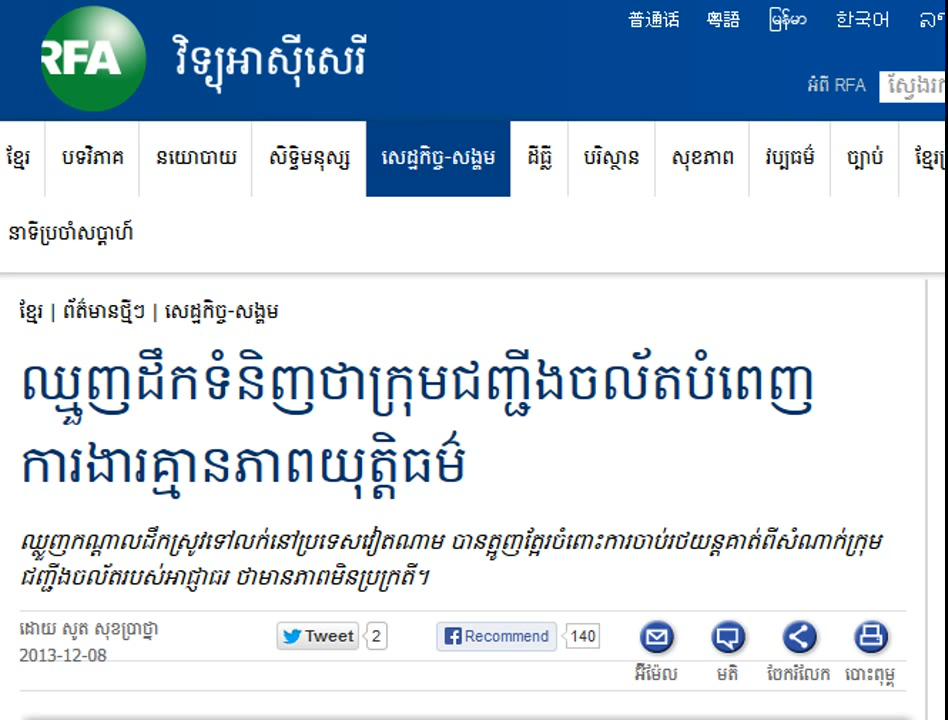 RFA
វិទ្យុអាស៊ីសេរី
普通话 粤語 မြန်မာ 한국어
អំពី RFA
ខ្មែរ បទវិភាគ នយោបាយ សិទ្ធិមនុស្ស សេដ្ឋកិច្ច-សង្គម ដីធ្លី បរិស្ថាន សុខភាព វប្បធម៌ ច្បាប់
នាទីប្រចាំសប្ដាហ៍
ខ្មែរ | ព័ត៌មានថ្មីៗ | សេដ្ឋកិច្ច-សង្គម
ឈ្មួញដឹកទំនិញថាក្រុមជញ្ជីងចល័តបំពេញ
ការងារគ្មានភាពយុត្តិធម៌
ឈ្មួញកណ្ដាលដឹកស្រូវទៅលក់នៅប្រទេសវៀតណាម បានត្អូញត្អែរចំពោះការចាប់រថយន្តគាត់ពីសំណាក់ក្រុម
ជញ្ជីងចល័តរបស់អាជ្ញាធរ ថាមានភាពមិនប្រក្រតី។
ដោយ សូត សុខប្រាថ្នា
2013-12-08
Tweet 2
Recommend 140
អ៊ីម៉ែល មតិ ចែករំលែក បោះពុម្ព